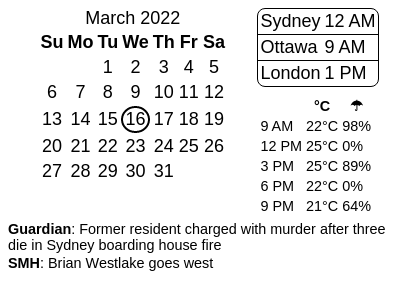 March 2022
Su Mo Tu We Th Fr Sa
1 2 3 4 5
6 7 8 9 10 11 12
13 14 15 16 17 18 19
20 21 22 23 24 25 26
27 28 29 30 31
Sydney 12 AM
Ottawa 9 AM
London 1 PM
°C ☂
9 AM 22°C 98%
12 PM 25°C 0%
3 PM 25°C 89%
6 PM 22°C 0%
9 PM 21°C 64%
Guardian: Former resident charged with murder after three
die in Sydney boarding house fire
SMH: Brian Westlake goes west